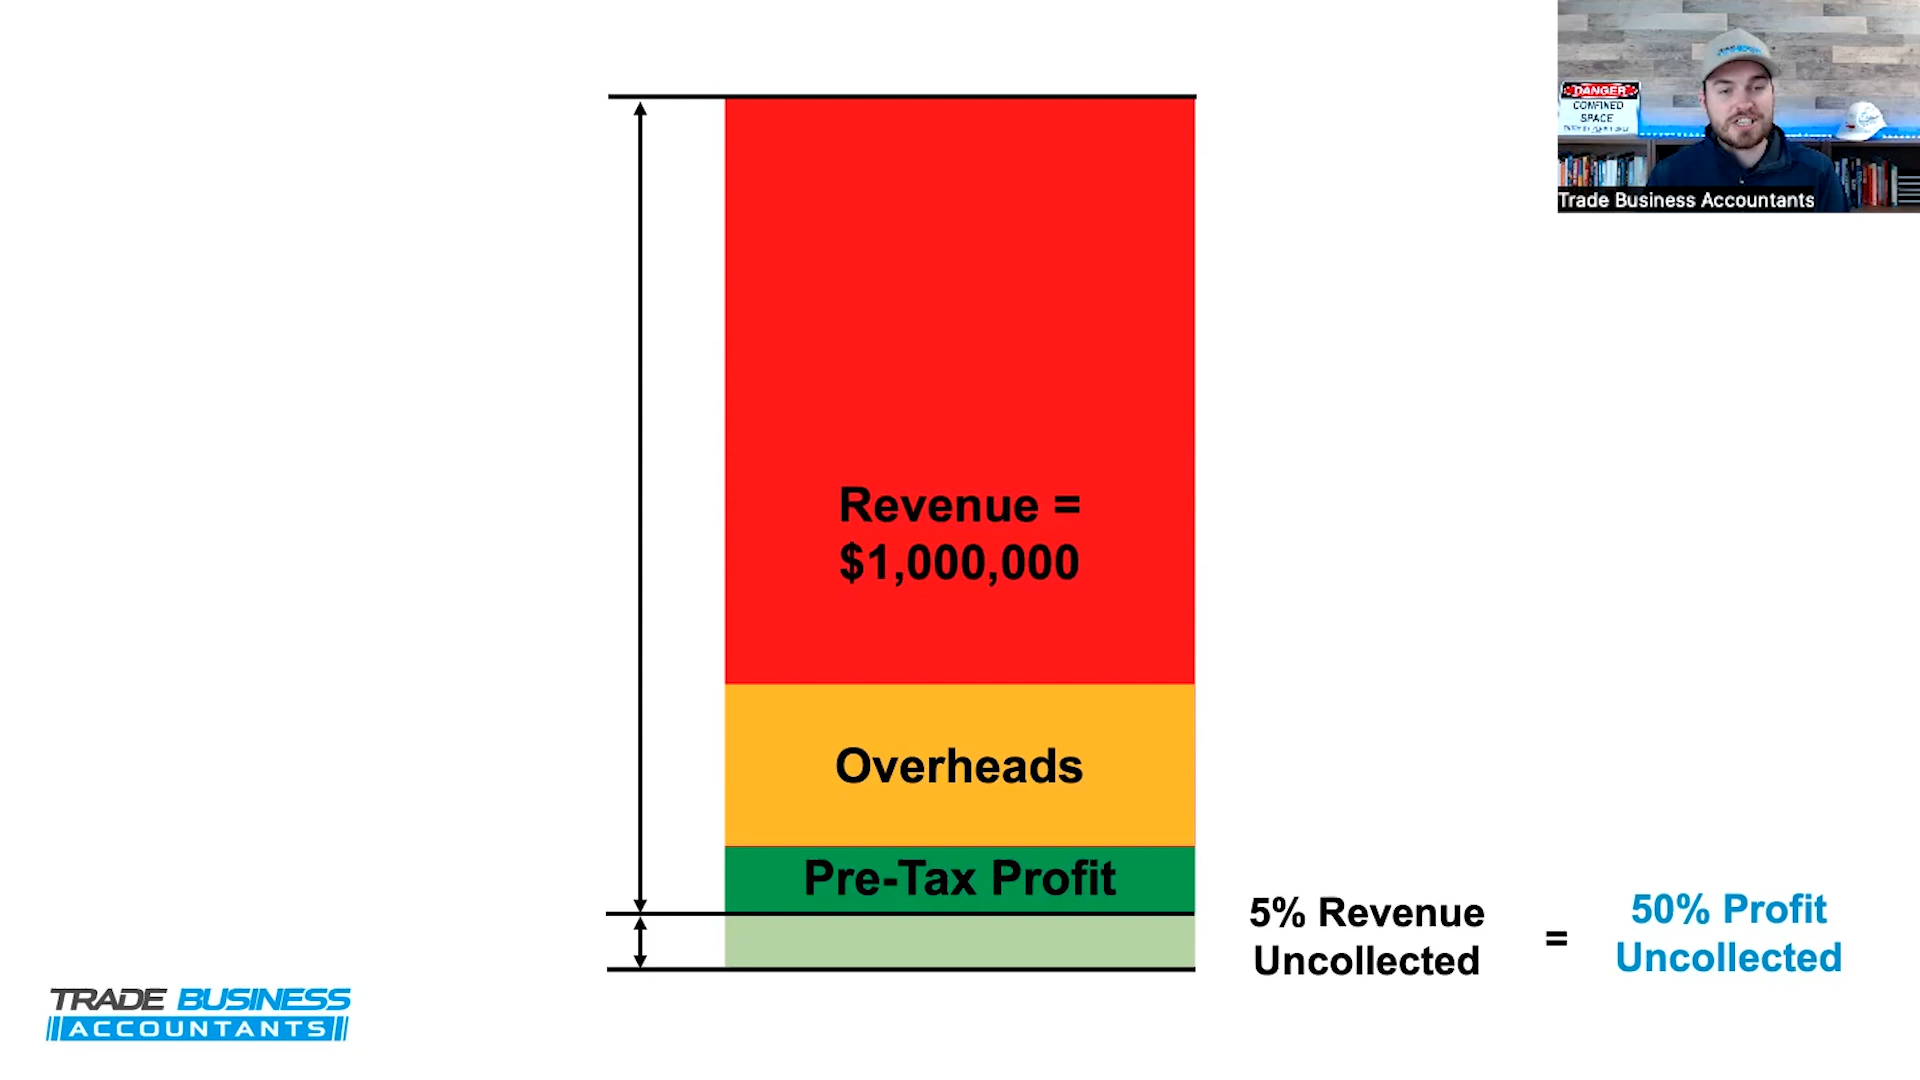 DANGER
CONFINED
SPACE
Trade Business Accountants
Revenue =
$1,000,000
Overheads
Pre-Tax Profit
5% Revenue
Uncollected
=
50% Profit
Uncollected
TRADE BUSINESS
ACCOUNTANTS